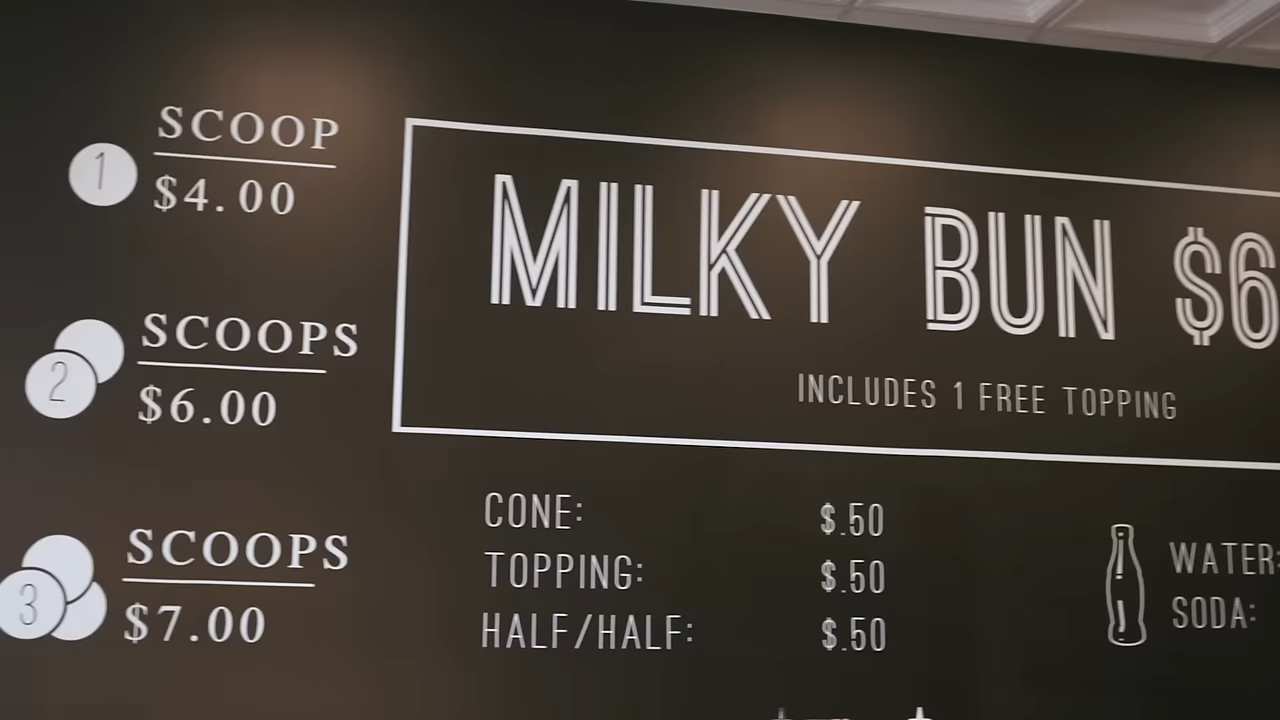 1 SCOOP
$4.00
2 SCOOPS
$6.00
3 SCOOPS
$7.00
MILKY BUN $6
INCLUDES 1 FREE TOPPING
CONE: $.50
TOPPING: $.50
HALF/HALF: $.50
WATER:
SODA: